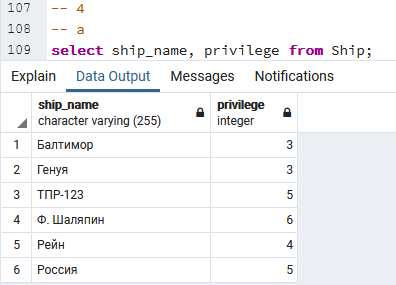 107 -- 4
108 -- a
109 select ship_name, privilege from Ship;
Explain Data Output Messages Notifications
ship_name privilege
character varying (255) integer
1 Балтимор 3
2 Генуя 3
3 ТПР-123 5
4 Ф. Шаляпин 6
5 Рейн 4
6 Россия 5